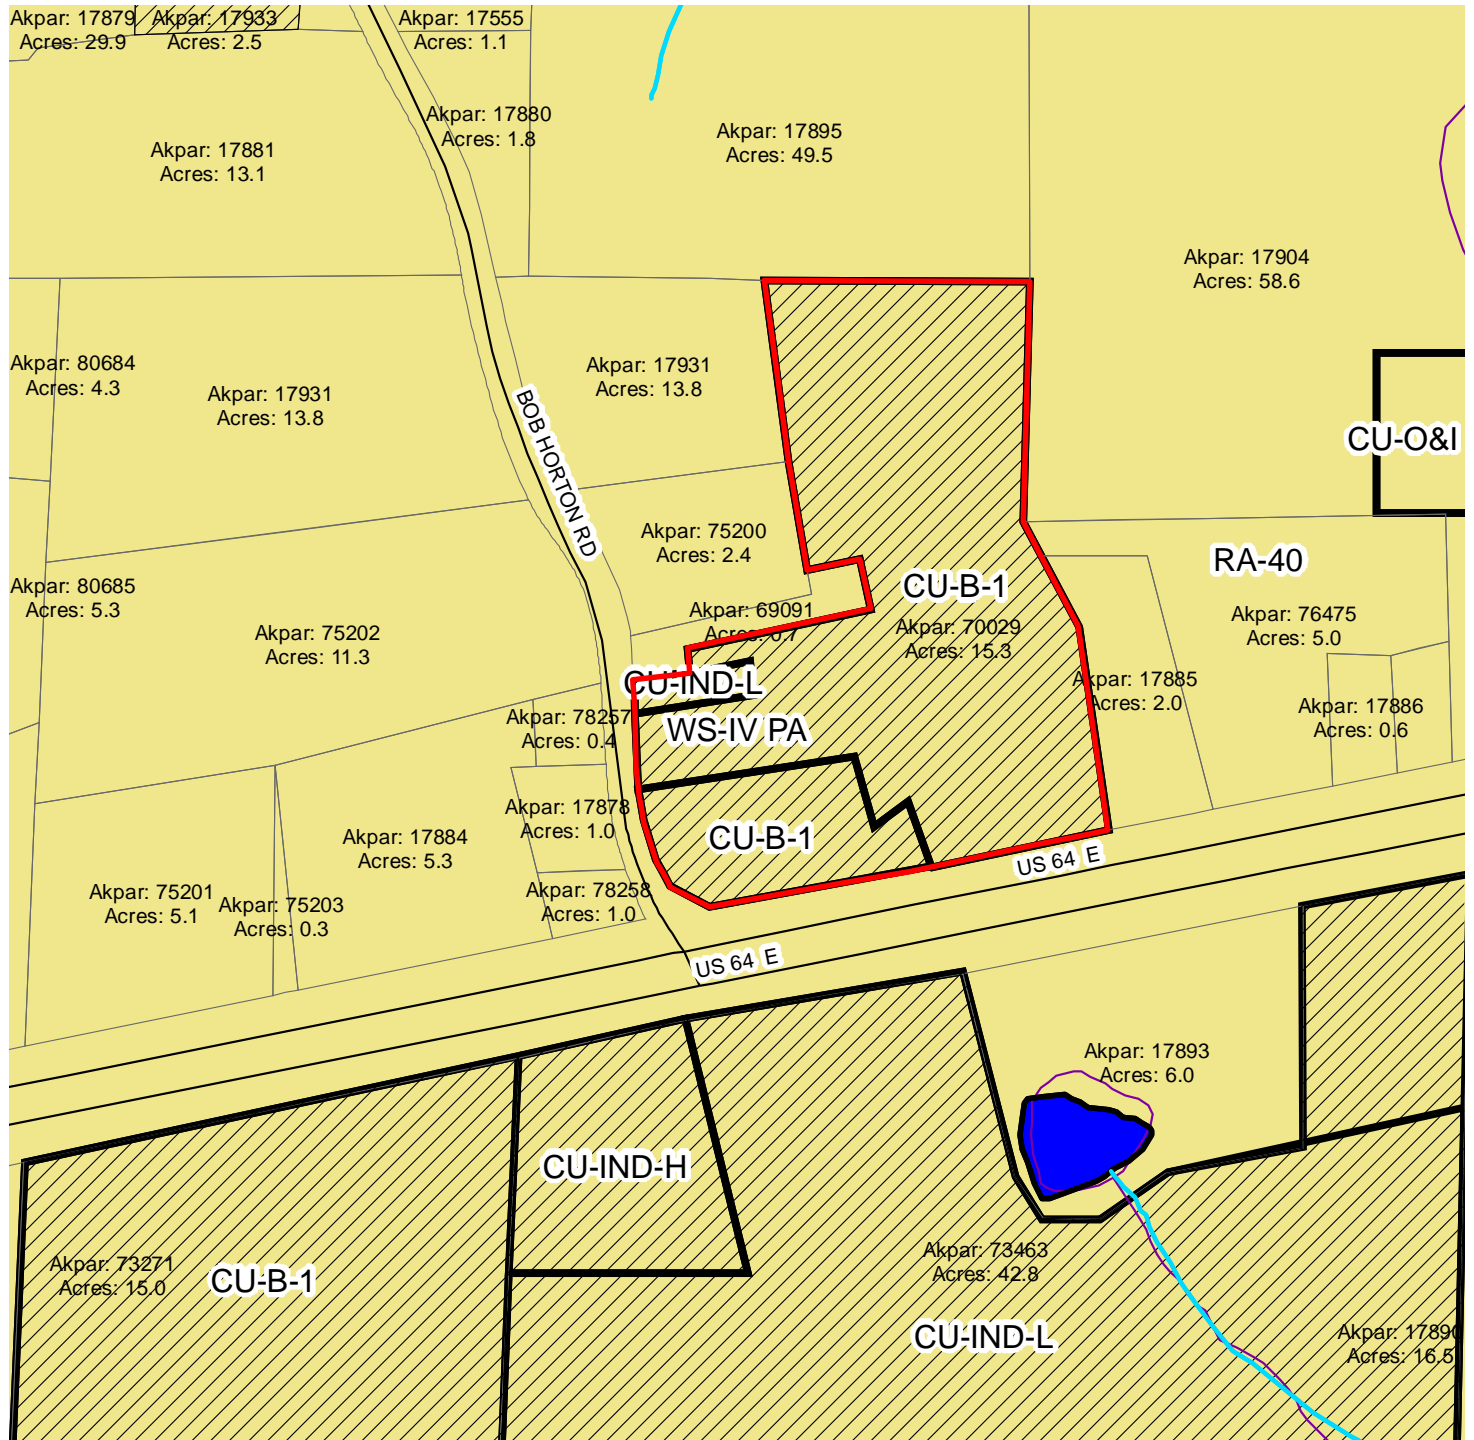 Akpar: 17879
Acres: 29.9
Akpar: 17933
Acres: 2.5
Akpar: 17555
Acres: 1.1
Akpar: 17880
Acres: 1.8
Akpar: 17895
Acres: 49.5
Akpar: 17881
Acres: 13.1
Akpar: 17904
Acres: 58.6
Akpar: 80684
Acres: 4.3
Akpar: 17931
Acres: 13.8
Akpar: 17931
Acres: 13.8
BOB HORTON RD
CU-O&I
Akpar: 75200
Acres: 2.4
RA-40
CU-B-1
Akpar: 80685
Acres: 5.3
Akpar: 69091
Acres: 0.7
Akpar: 70029
Acres: 15.3
Akpar: 76475
Acres: 5.0
Akpar: 75202
Acres: 11.3
CU-IND-L
Akpar: 17885
Acres: 2.0
Akpar: 17886
Acres: 0.6
Akpar: 78257
Acres: 0.4
WS-IV PA
Akpar: 17878
Acres: 1.0
CU-B-1
Akpar: 17884
Acres: 5.3
US 64 E
Akpar: 75201
Acres: 5.1
Akpar: 75203
Acres: 0.3
Akpar: 78258
Acres: 1.0
US 64 E
Akpar: 17893
Acres: 6.0
CU-IND-H
Akpar: 73271
Acres: 15.0
CU-B-1
Akpar: 73463
Acres: 42.8
CU-IND-L
Akpar: 17890
Acres: 16.5